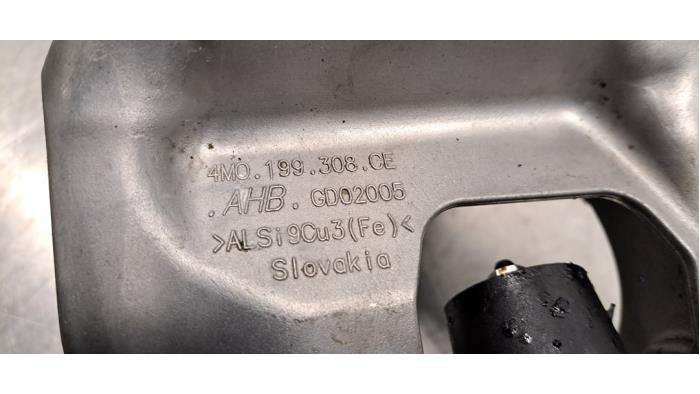 4M0.199.308.CE
.AHB. GD02005
>ALSi9Cu3(Fe)<
Slovakia